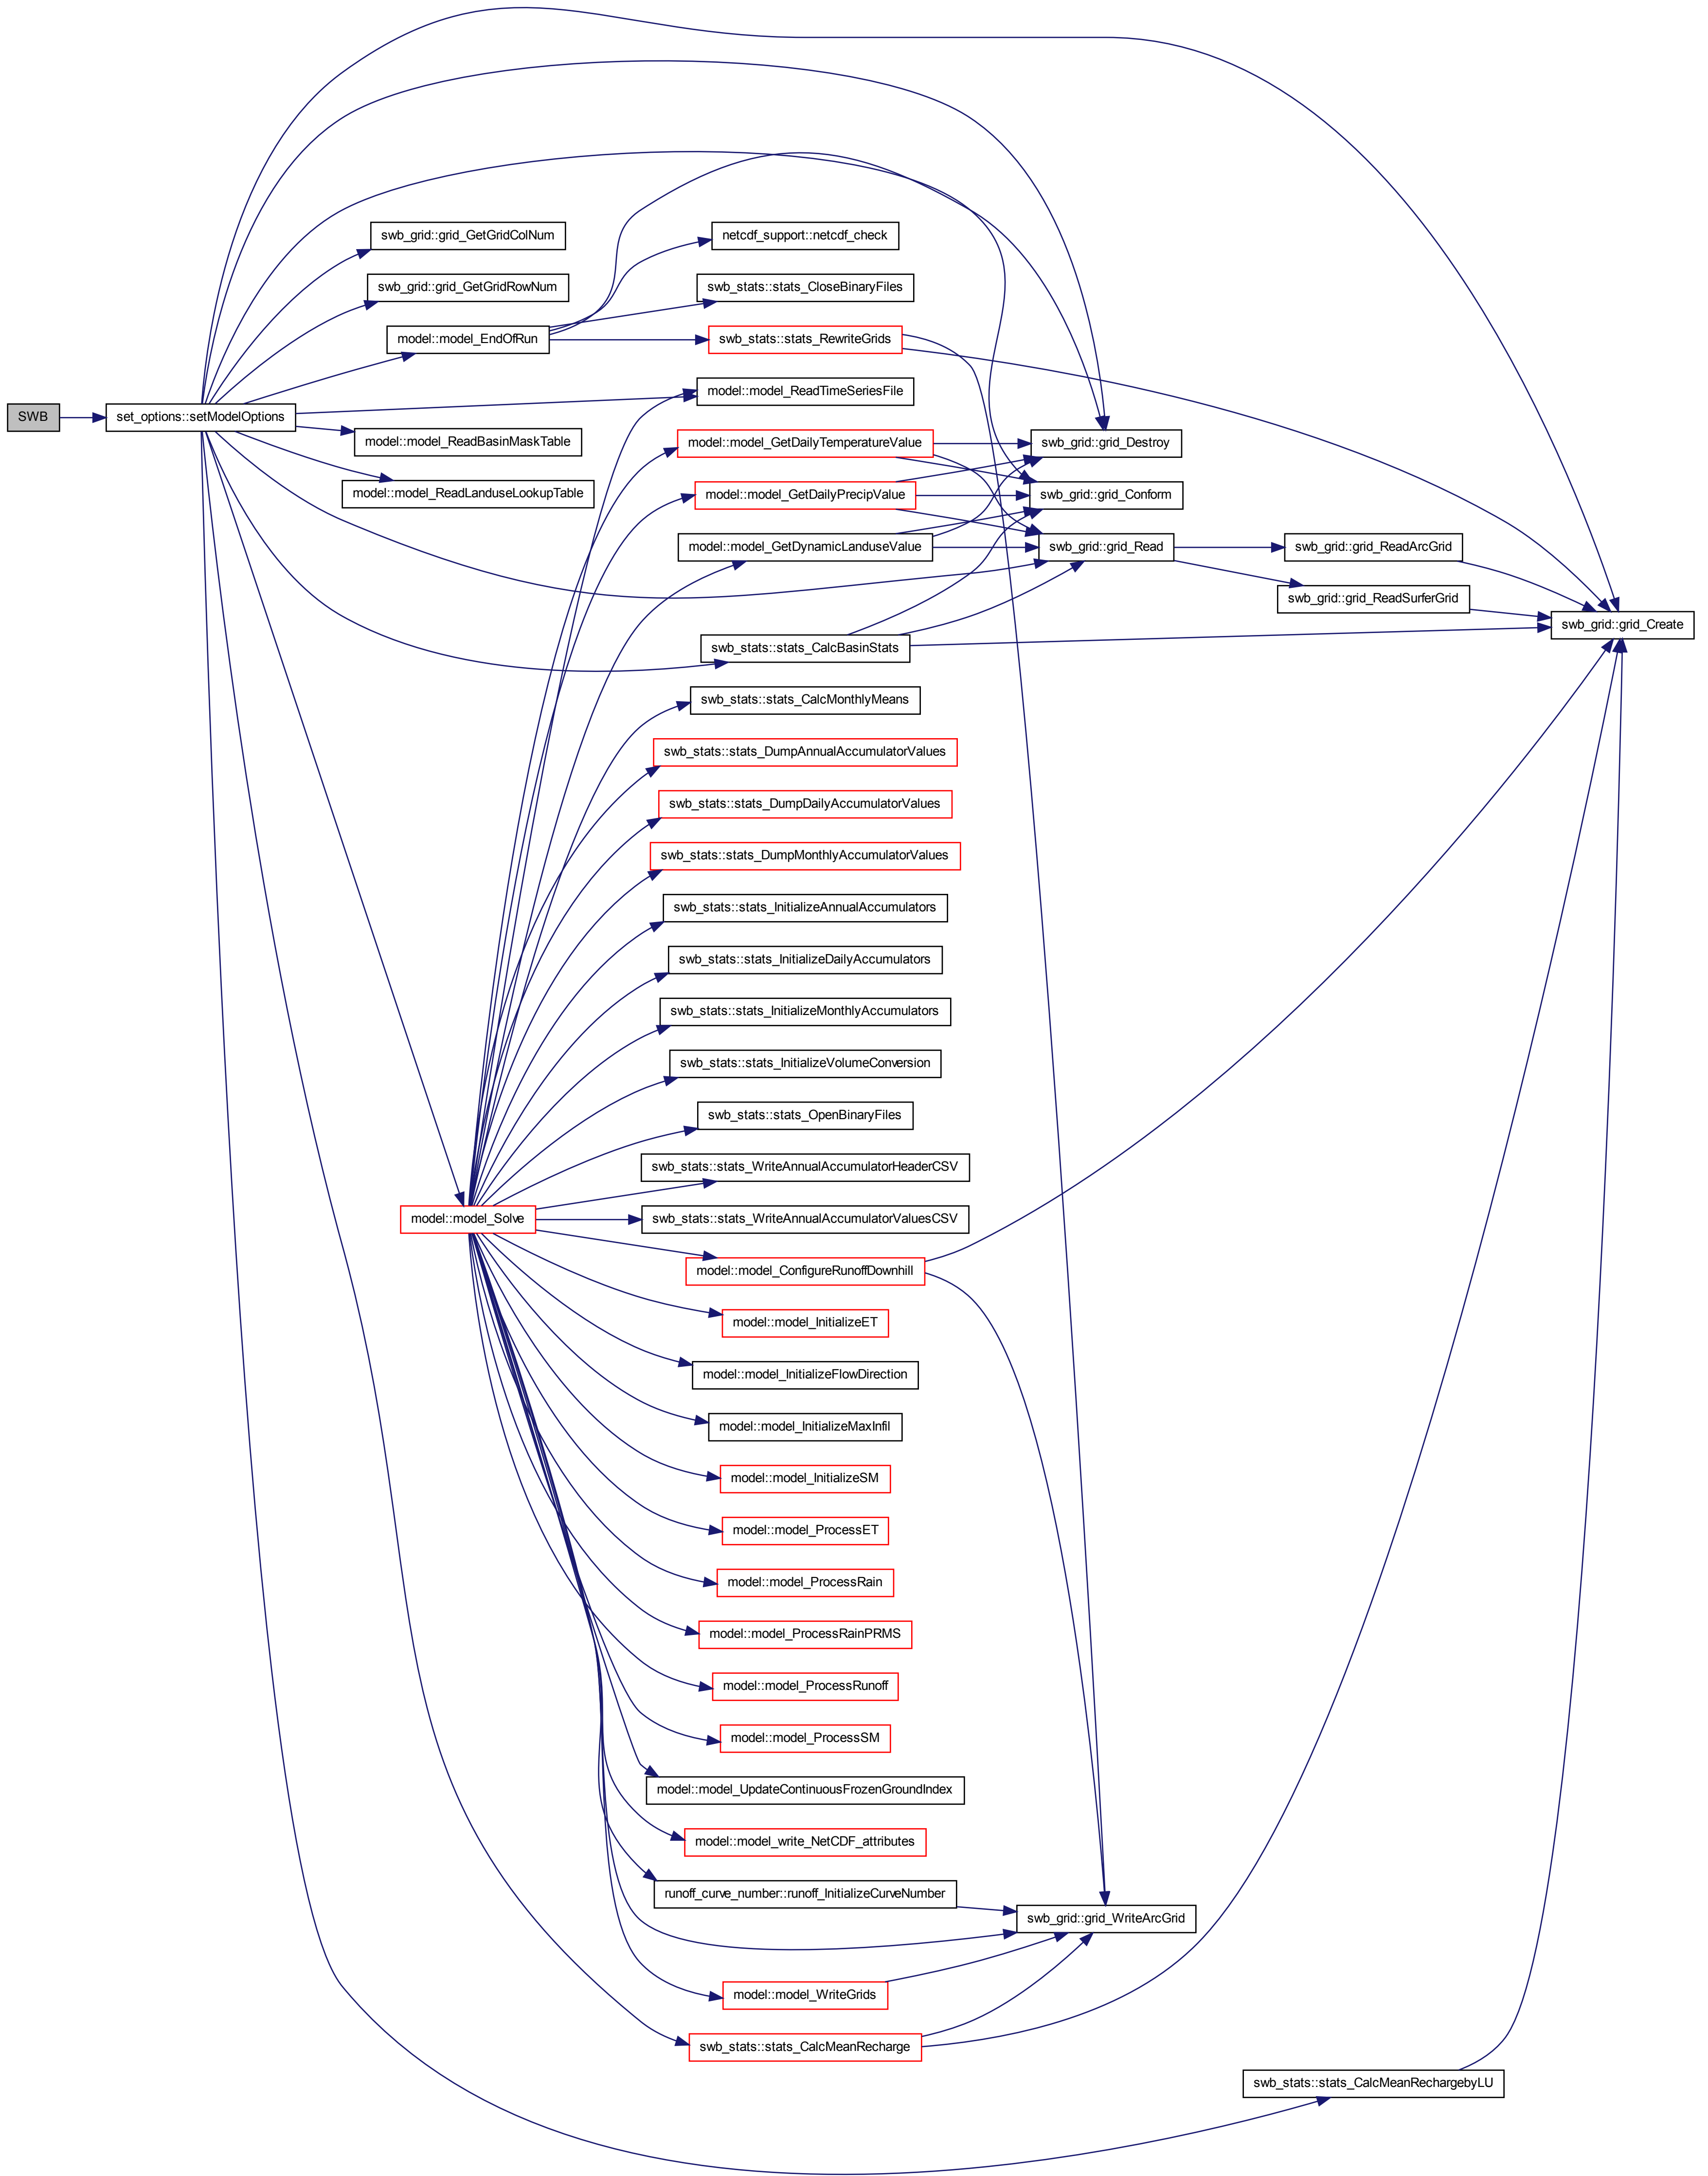 swb_grid::grid_GetGridColNum
netcdf_support::netcdf_check
swb_grid::grid_GetGridRowNum
swb_stats::stats_CloseBinaryFiles
model::model_EndOfRun
swb_stats::stats_RewriteGrids
model::model_ReadTimeSeriesFile
SWB
set_options::setModelOptions
model::model_ReadBasinMaskTable
model::model_GetDailyTemperatureValue
swb_grid::grid_Destroy
model::model_ReadLanduseLookupTable
model::model_GetDailyPrecipValue
swb_grid::grid_Conform
model::model_GetDynamicLanduseValue
swb_grid::grid_Read
swb_grid::grid_ReadArcGrid
swb_grid::grid_ReadSurferGrid
swb_grid::grid_Create
swb_stats::stats_CalcBasinStats
swb_stats::stats_CalcMonthlyMeans
swb_stats::stats_DumpAnnualAccumulatorValues
swb_stats::stats_DumpDailyAccumulatorValues
swb_stats::stats_DumpMonthlyAccumulatorValues
swb_stats::stats_InitializeAnnualAccumulators
swb_stats::stats_InitializeDailyAccumulators
swb_stats::stats_InitializeMonthlyAccumulators
swb_stats::stats_InitializeVolumeConversion
swb_stats::stats_OpenBinaryFiles
swb_stats::stats_WriteAnnualAccumulatorHeaderCSV
model::model_Solve
swb_stats::stats_WriteAnnualAccumulatorValuesCSV
model::model_ConfigureRunoffDownhill
model::model_InitializeET
model::model_InitializeFlowDirection
model::model_InitializeMaxInfil
model::model_InitializeSM
model::model_ProcessET
model::model_ProcessRain
model::model_ProcessRainPRMS
model::model_ProcessRunoff
model::model_ProcessSM
model::model_UpdateContinuousFrozenGroundIndex
model::model_write_NetCDF_attributes
runoff_curve_number::runoff_InitializeCurveNumber
swb_grid::grid_WriteArcGrid
model::model_WriteGrids
swb_stats::stats_CalcMeanRecharge
swb_stats::stats_CalcMeanRechargebyLU